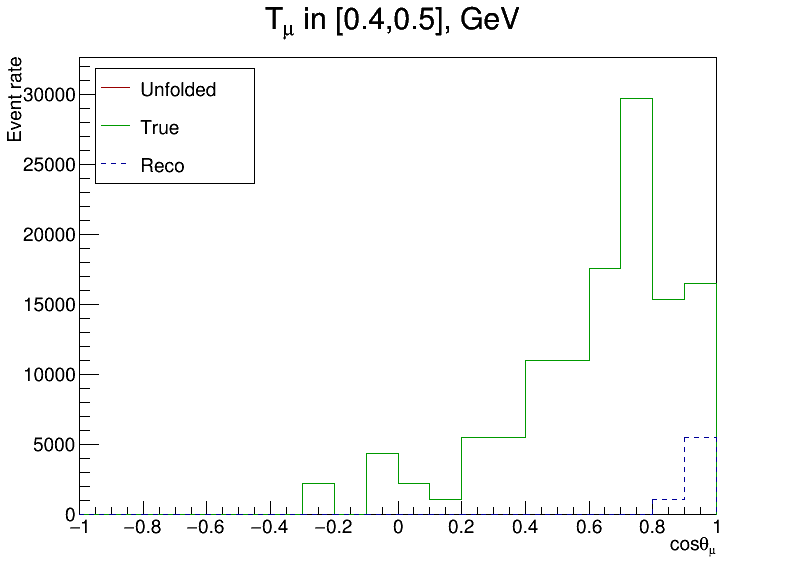 T_μ in [0.4,0.5], GeV
Event rate
Unfolded
True
Reco
30000
25000
20000
15000
10000
5000
0
−1 −0.8 −0.6 −0.4 −0.2 0 0.2 0.4 0.6 0.8 1
cosθ_μ